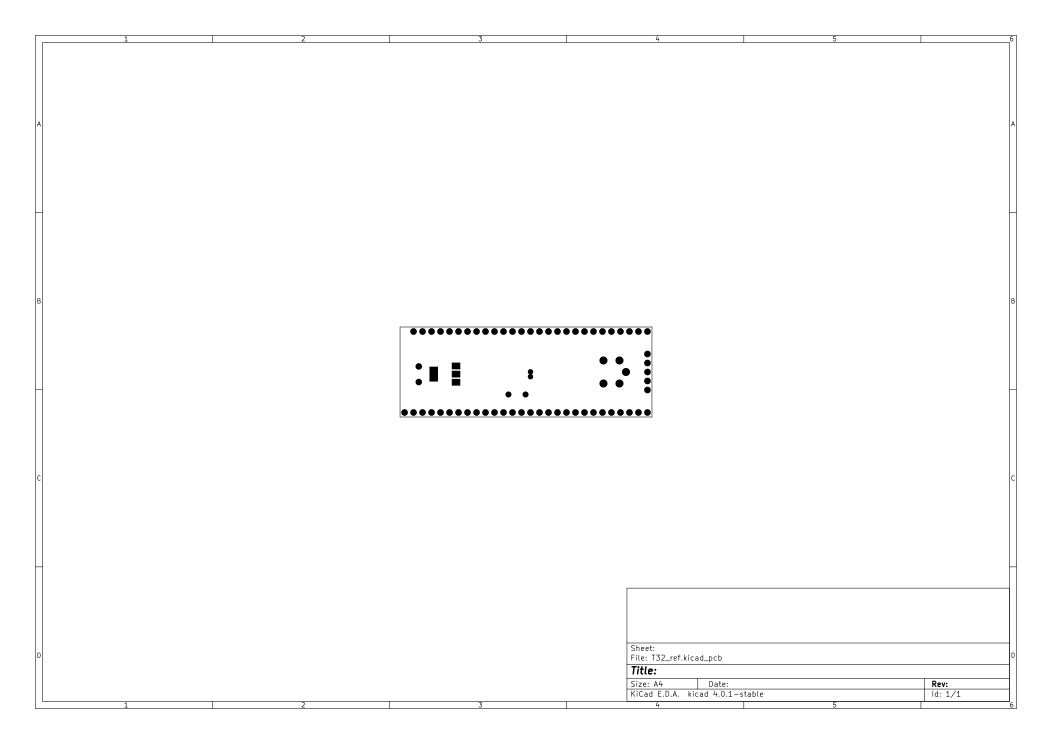 1 2 3 4 5 6
A A
B B
C C
Sheet:
File: T32_ref.kicad_pcb
D D
Title:
Size: A4 Date: Rev:
KiCad E.D.A. kicad 4.0.1-stable Id: 1/1
1 2 3 4 5 6